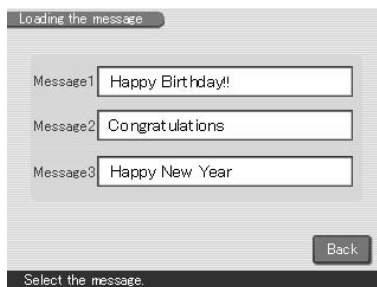 Loading the message
Message1 Happy Birthday!!
Message2 Congratulations
Message3 Happy New Year
Back
Select the message.